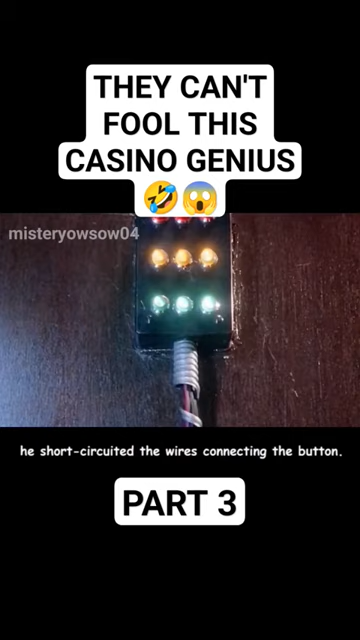 THEY CAN'T
FOOL THIS
CASINO GENIUS
🤣😱
misteryowsow04
he short-circuited the wires connecting the button.
PART 3